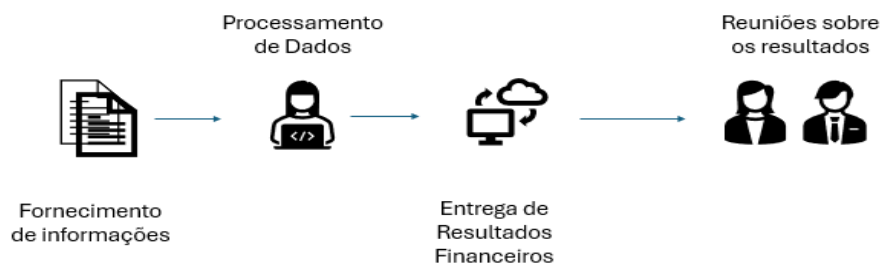 Fornecimento
de informações
Processamento
de Dados
</>
Entrega de
Resultados
Financeiros
Reuniões sobre
os resultados